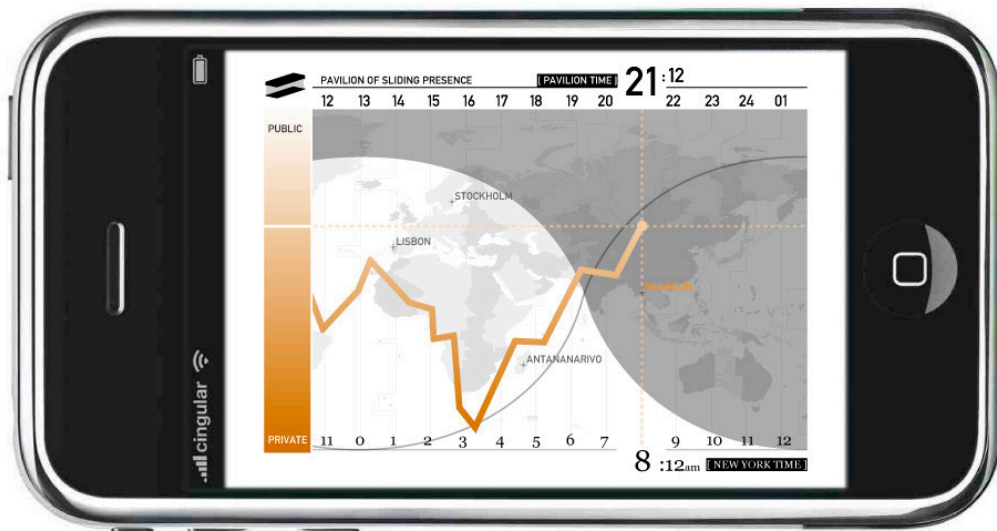 PAVILION OF SLIDING PRESENCE [ PAVILION TIME ] 21 : 12
12 13 14 15 16 17 18 19 20 22 23 24 01
PUBLIC
STOCKHOLM
LISBON
ANTANANARIVO
PRIVATE 11 0 1 2 3 4 5 6 7 9 10 11 12
8 :12am [ NEW YORK TIME ]
cingular